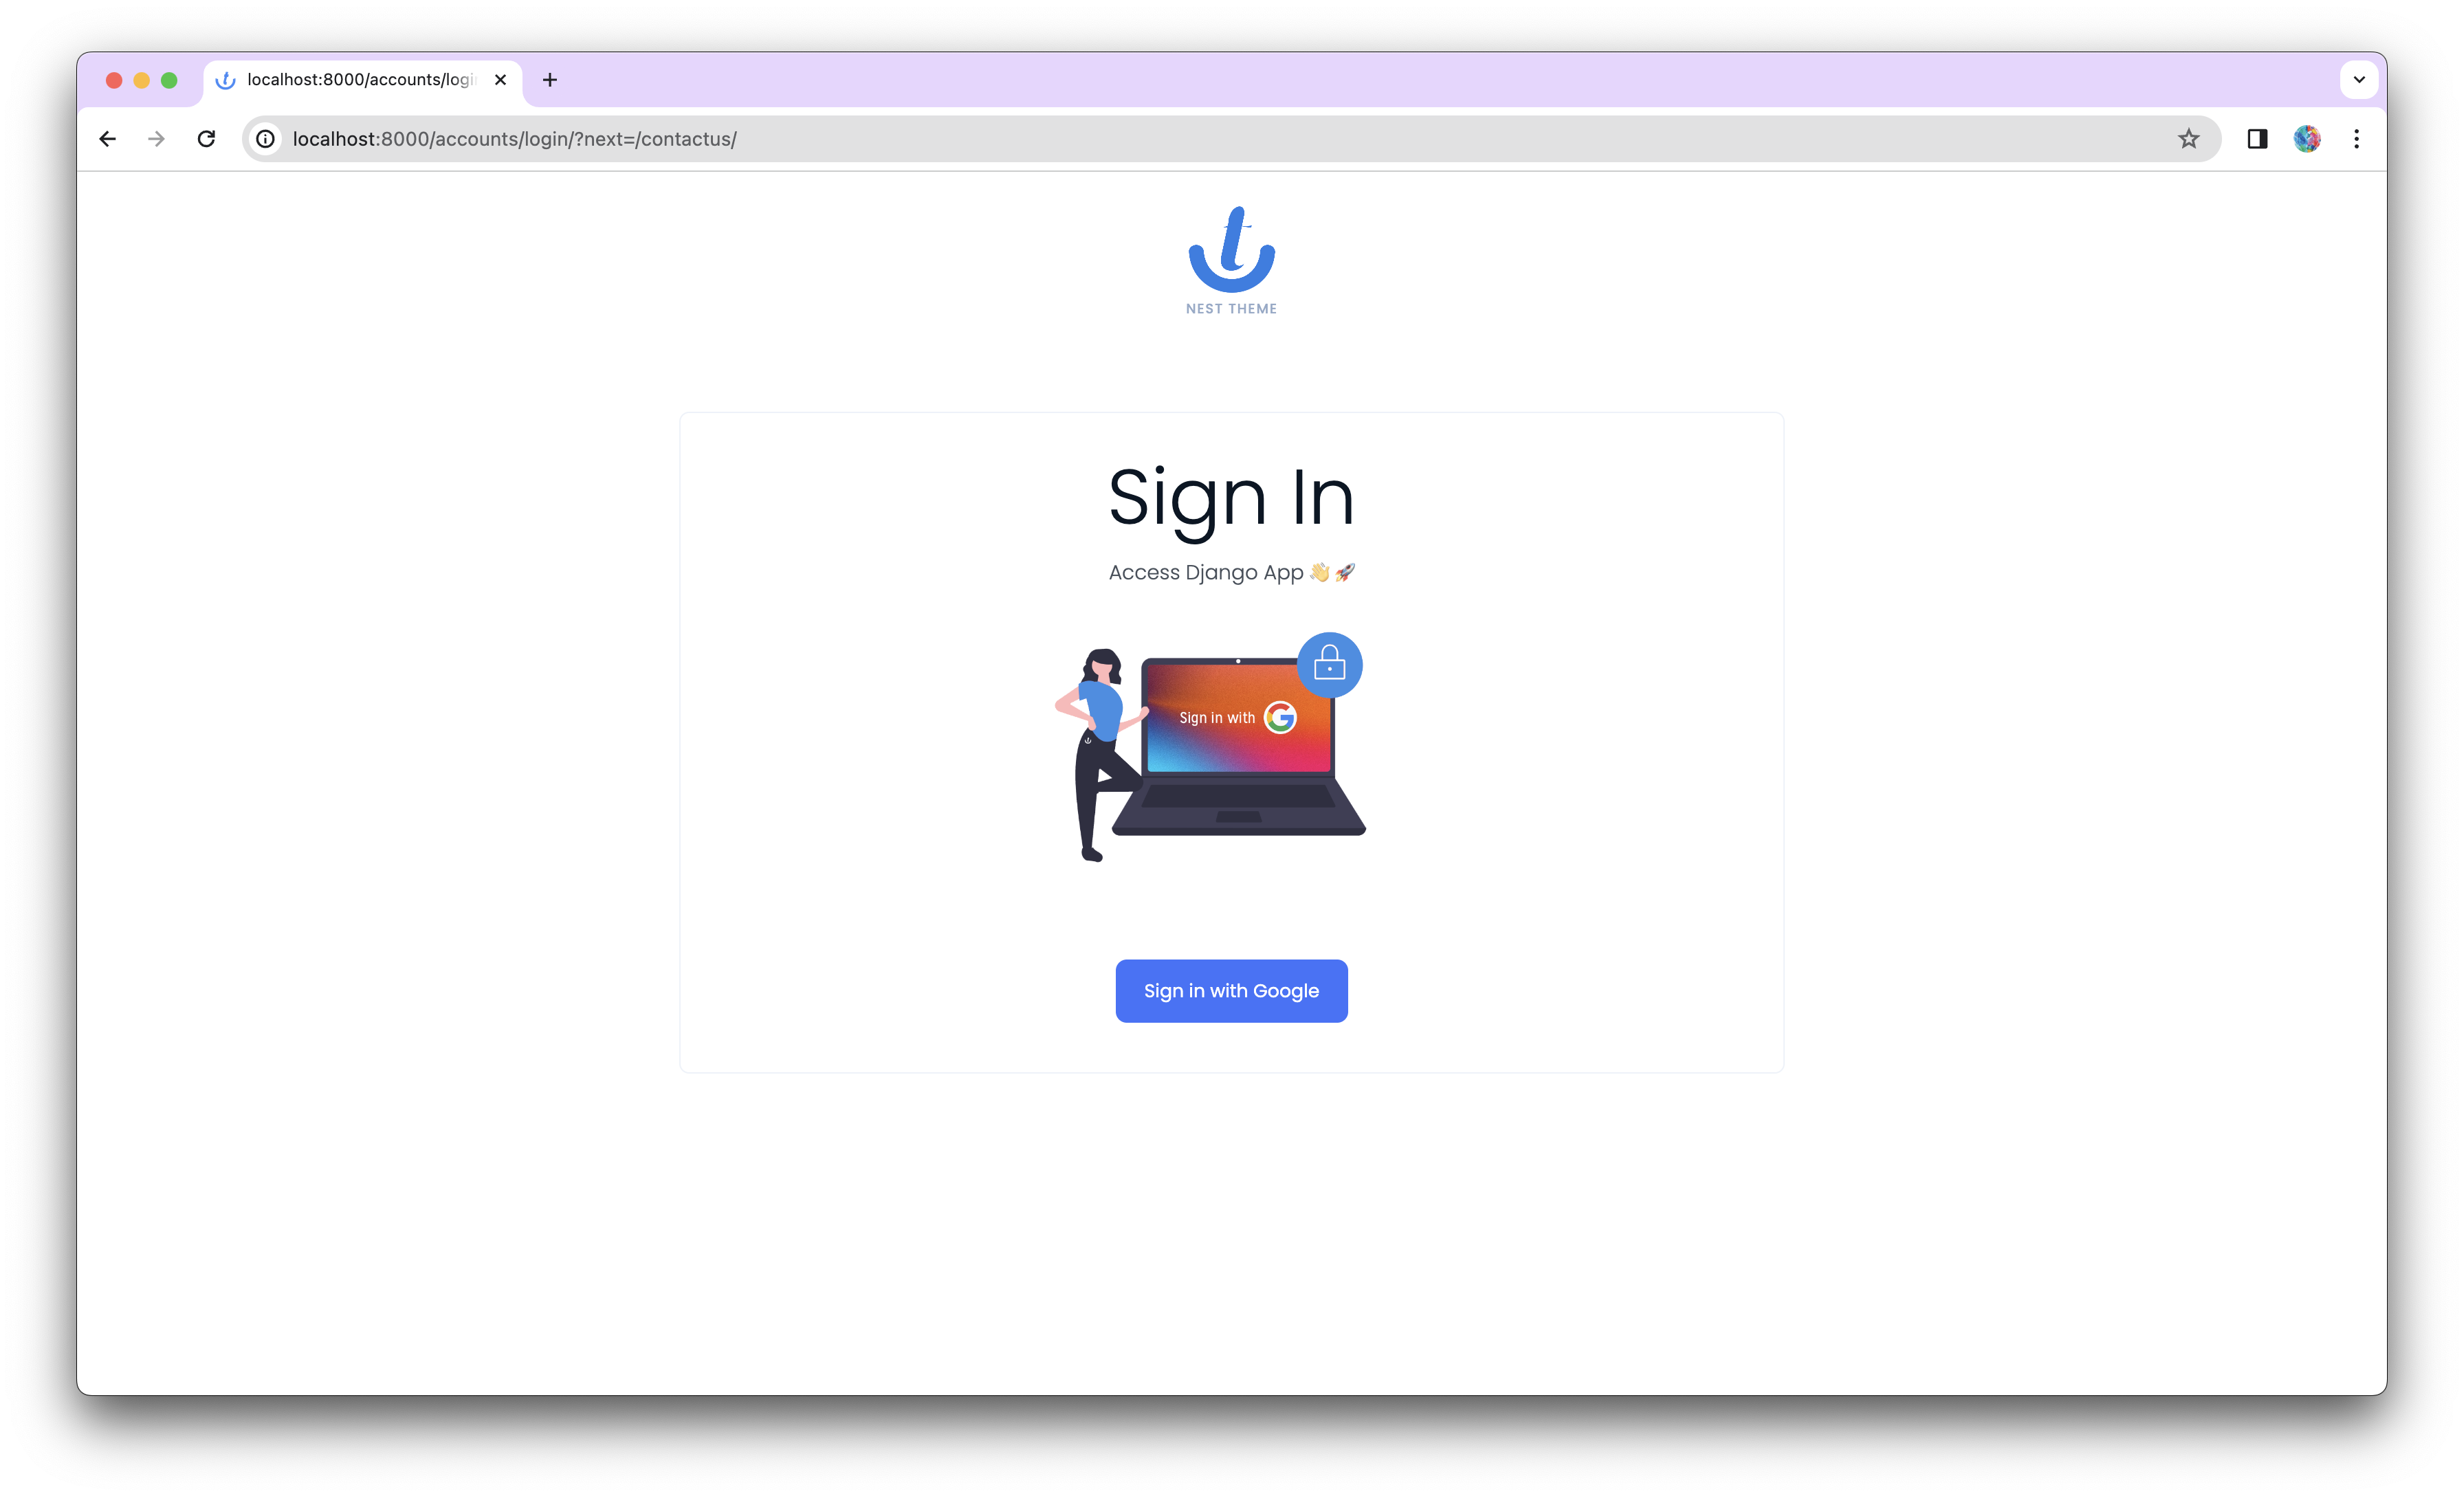 localhost:8000/accounts/logi
localhost:8000/accounts/login/?next=/contactus/
t
NEST THEME
Sign In
Access Django App 👋🚀
Sign in with G
Sign in with Google